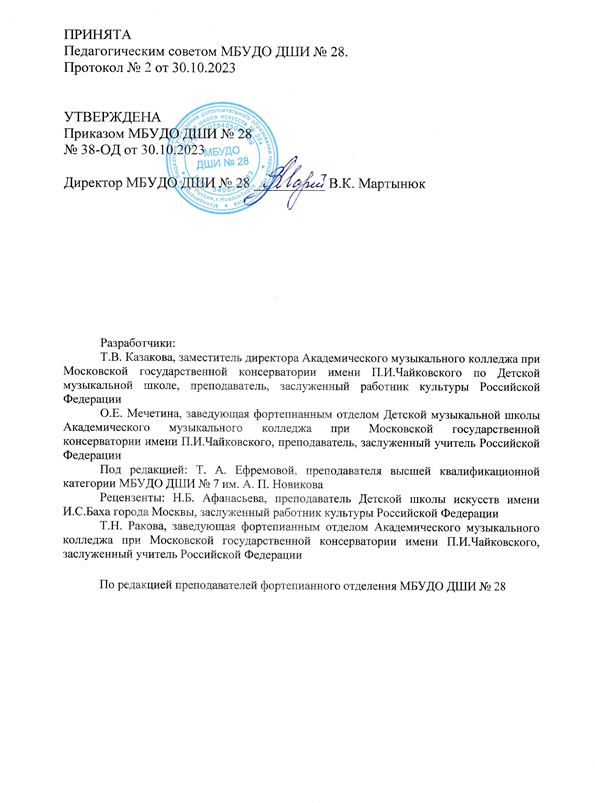 ПРИНЯТА
Педагогическим советом МБУДО ДШИ № 28.
Протокол № 2 от 30.10.2023
УТВЕРЖДЕНА
Приказом МБУДО ДШИ № 28
№ 38-ОД от 30.10.2023
МБУДО
ДШИ № 28
Директор МБУДО ДШИ № 28 В.К. Мартынюк
Разработчики:
Т.В. Казакова, заместитель директора Академического музыкального колледжа при
Московской государственной консерватории имени П.И.Чайковского по Детской
музыкальной школе, преподаватель, заслуженный работник культуры Российской
Федерации
О.Е. Мечетина, заведующая фортепианным отделом Детской музыкальной школы
Академического музыкального колледжа при Московской государственной
консерватории имени П.И.Чайковского, преподаватель, заслуженный учитель Российской
Федерации
Под редакцией: Т. А. Ефремовой, преподавателя высшей квалификационной
категории МБУДО ДШИ № 7 им. А. П. Новикова
Рецензенты: Н.Б. Афанасьева, преподаватель Детской школы искусств имени
И.С.Баха города Москвы, заслуженный работник культуры Российской Федерации
Т.Н. Ракова, заведующая фортепианным отделом Академического музыкального
колледжа при Московской государственной консерватории имени П.И.Чайковского,
заслуженный учитель Российской Федерации
По редакцией преподавателей фортепианного отделения МБУДО ДШИ № 28